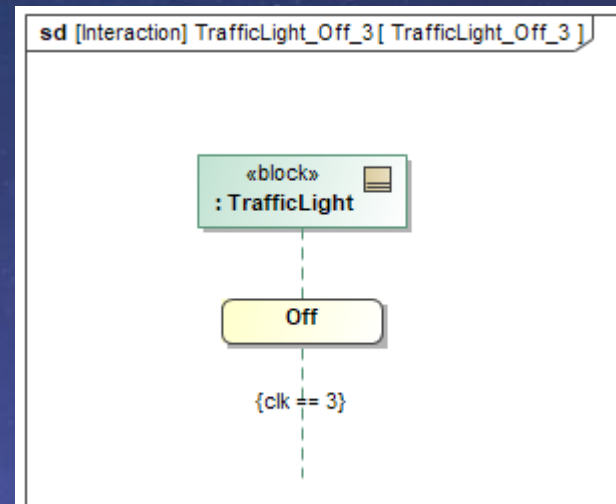 sd [Interaction] TrafficLight_Off_3[ TrafficLight_Off_3 ]
«block»
: TrafficLight
Off
{clk == 3}